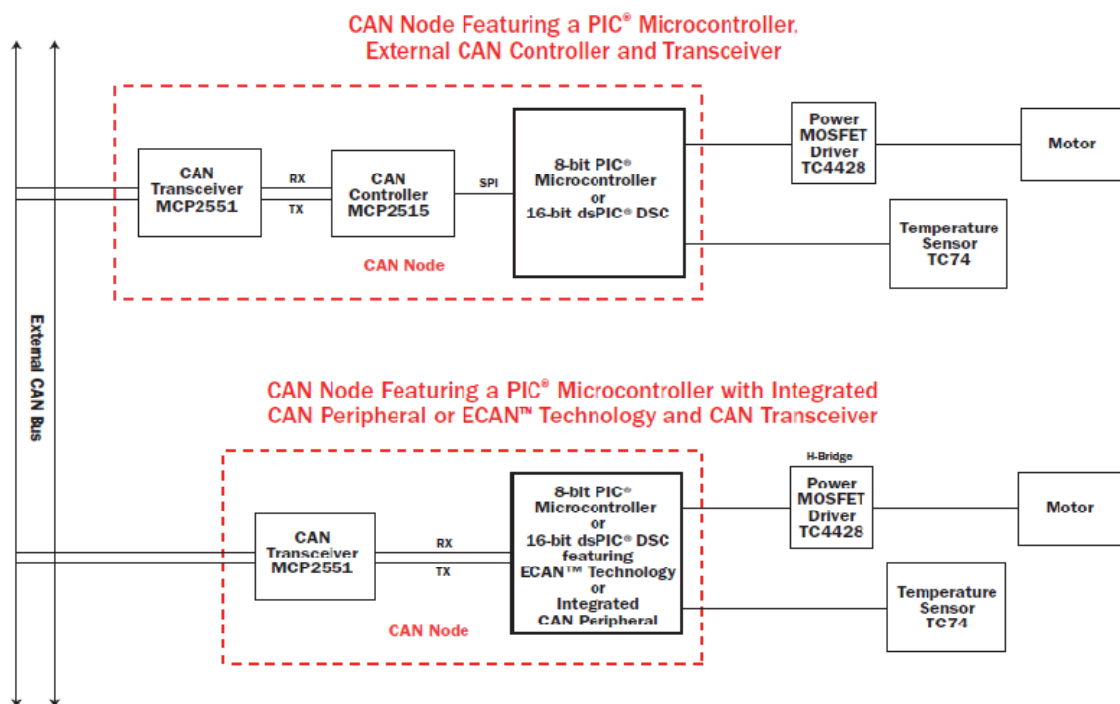 CAN Node Featuring a PIC® Microcontroller,
External CAN Controller and Transceiver
CAN
Transceiver
MCP2551
RX
TX
CAN
Controller
MCP2515
SPI
8-bit PIC®
Microcontroller
or
16-bit dsPIC® DSC
Power
MOSFET
Driver
TC4428
Motor
Temperature
Sensor
TC74
CAN Node
External CAN Bus
CAN Node Featuring a PIC® Microcontroller with Integrated
CAN Peripheral or ECAN™ Technology and CAN Transceiver
CAN
Transceiver
MCP2551
RX
TX
8-bit PIC®
Microcontroller
or
16-bit dsPIC® DSC
featuring
ECAN™ Technology
or
Integrated
CAN Peripheral
H-Bridge
Power
MOSFET
Driver
TC4428
Motor
Temperature
Sensor
TC74
CAN Node